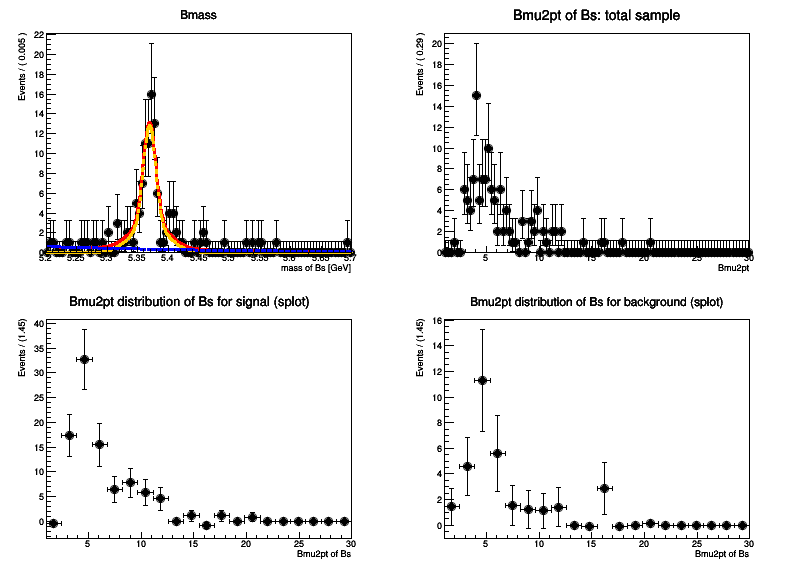 Bmass
Events / ( 0.005 )
22
20
18
16
14
12
10
8
6
4
2
0
5.2 5.25 5.3 5.35 5.4 5.45 5.5 5.55 5.6 5.65 5.7
mass of Bs [GeV]
Bmu2pt of Bs: total sample
Events / ( 0.29 )
20
18
16
14
12
10
8
6
4
2
0
5 10 15 20 25 30
Bmu2pt
Bmu2pt distribution of Bs for signal (splot)
Events / (1.45)
40
35
30
25
20
15
10
5
0
5 10 15 20 25 30
Bmu2pt of Bs
Bmu2pt distribution of Bs for background (splot)
Events / (1.45)
16
14
12
10
8
6
4
2
0
5 10 15 20 25 30
Bmu2pt of Bs